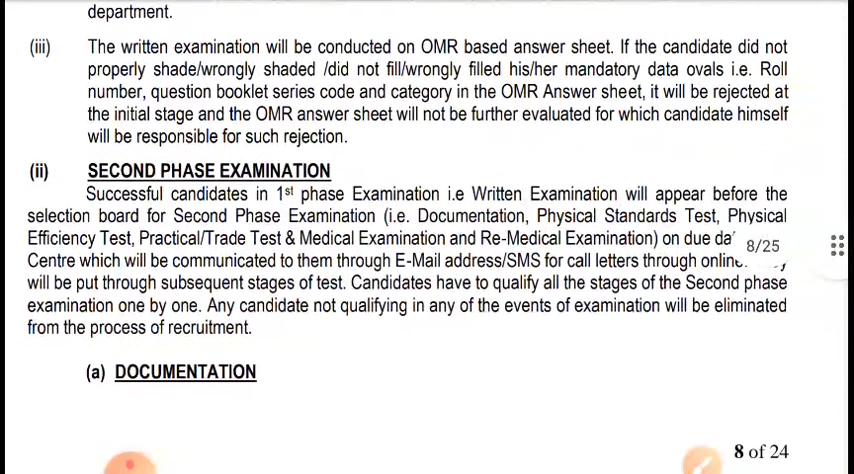 department.
(iii) The written examination will be conducted on OMR based answer sheet. If the candidate did not
properly shade/wrongly shaded /did not fill/wrongly filled his/her mandatory data ovals i.e. Roll
number, question booklet series code and category in the OMR Answer sheet, it will be rejected at
the initial stage and the OMR answer sheet will not be further evaluated for which candidate himself
will be responsible for such rejection.
(ii) SECOND PHASE EXAMINATION
Successful candidates in 1st phase Examination i.e Written Examination will appear before the
selection board for Second Phase Examination (i.e. Documentation, Physical Standards Test, Physical
Efficiency Test, Practical/Trade Test & Medical Examination and Re-Medical Examination) on due
8/25
Centre which will be communicated to them through E-Mail address/SMS for call letters through
will be put through subsequent stages of test. Candidates have to qualify all the stages of the Second phase
examination one by one. Any candidate not qualifying in any of the events of examination will be eliminated
from the process of recruitment.
(a) DOCUMENTATION
8 of 24